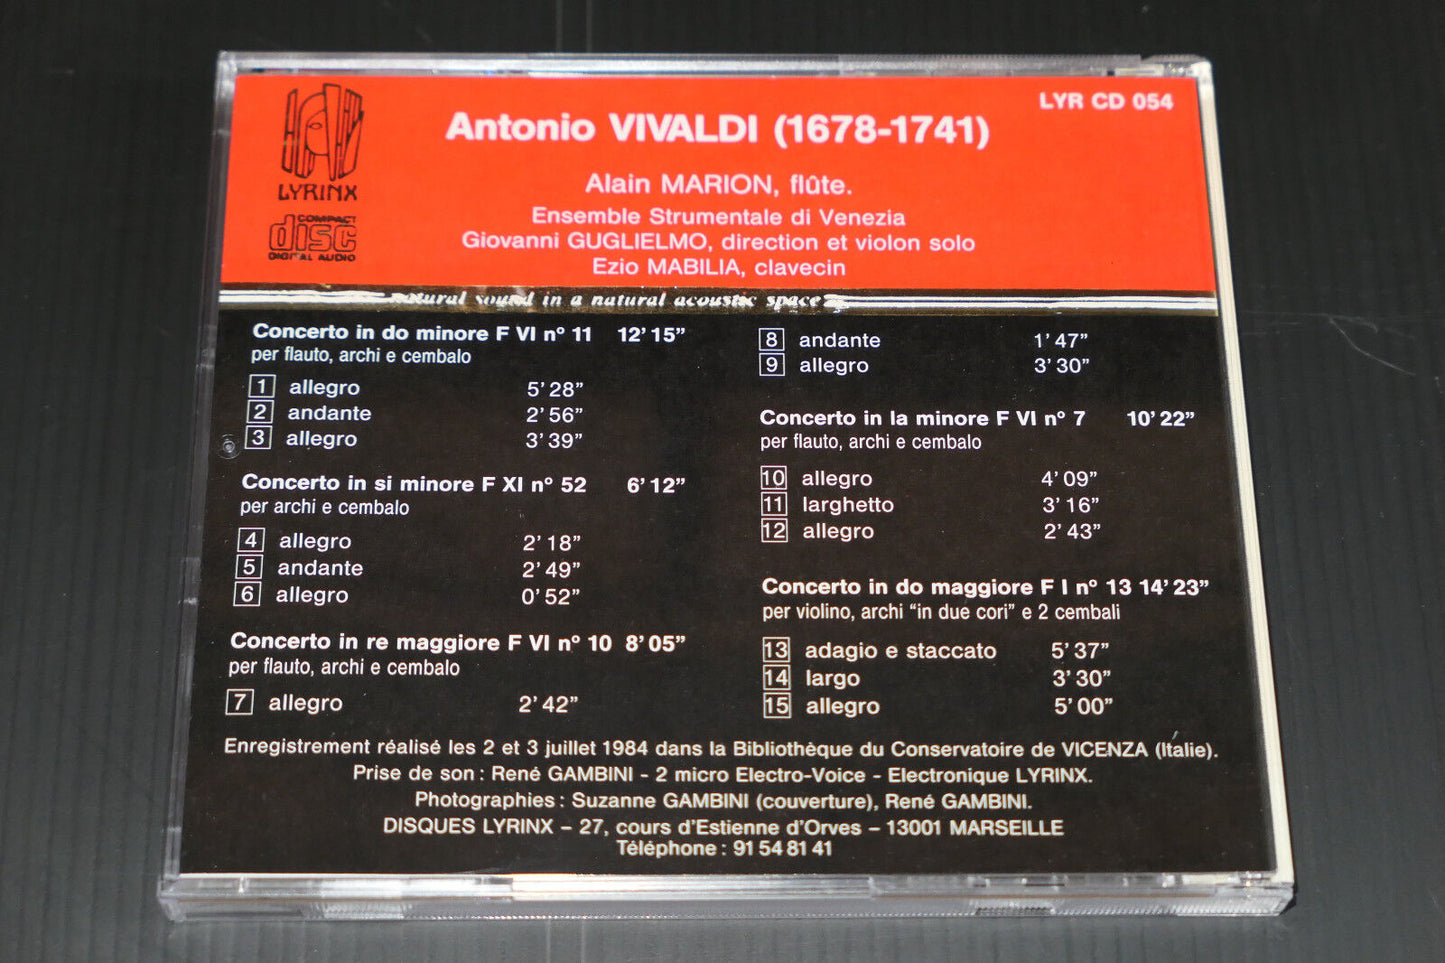 LYRINX
COMPACT
disc
DIGITAL AUDIO
LYR CD 054
Antonio VIVALDI (1678-1741)
Alain MARION, flûte.
Ensemble Strumentale di Venezia
Giovanni GUGLIELMO, direction et violon solo
Ezio MABILIA, clavecin
natural sound in a natural acoustic space
Concerto in do minore F VI nº 11 12' 15”
per flauto, archi e cembalo
1 allegro 5' 28”
2 andante 2' 56”
3 allegro 3' 39”
Concerto in si minore F XI nº 52 6' 12”
per archi e cembalo
4 allegro 2' 18”
5 andante 2' 49”
6 allegro 0' 52”
Concerto in re maggiore F VI nº 10 8' 05”
per flauto, archi e cembalo
7 allegro 2' 42”
8 andante 1' 47”
9 allegro 3' 30”
Concerto in la minore F VI nº 7 10' 22”
per flauto, archi e cembalo
10 allegro 4' 09”
11 larghetto 3' 16”
12 allegro 2' 43”
Concerto in do maggiore F I nº 13 14' 23”
per violino, archi “in due cori” e 2 cembali
13 adagio e staccato 5' 37”
14 largo 3' 30”
15 allegro 5' 00”
Enregistrement réalisé les 2 et 3 juillet 1984 dans la Bibliothèque du Conservatoire de VICENZA (Italie).
Prise de son : René GAMBINI - 2 micro Electro-Voice - Electronique LYRINX.
Photographies : Suzanne GAMBINI (couverture), René GAMBINI.
DISQUES LYRINX – 27, cours d'Estienne d'Orves – 13001 MARSEILLE
Téléphone : 91 54 81 41